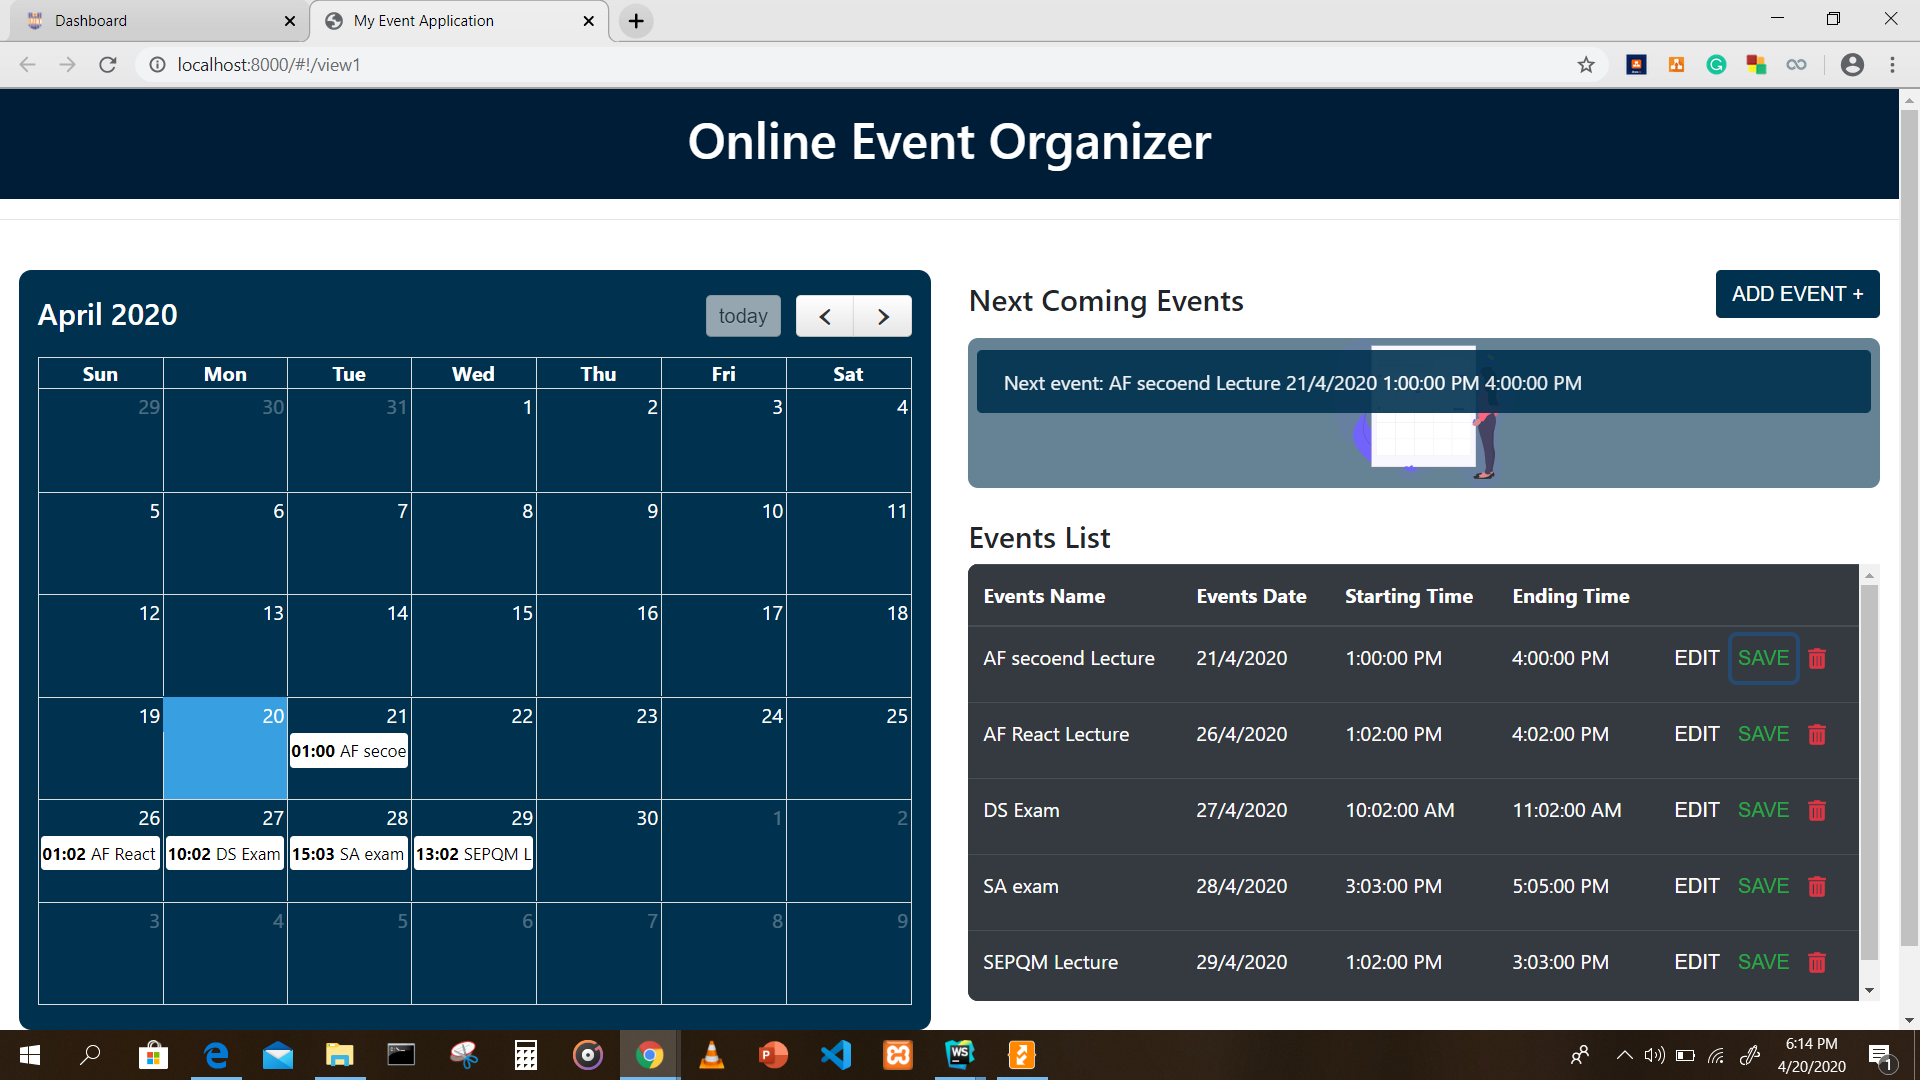 Dashboard
My Event Application
localhost:8000/#!/view1
Online Event Organizer
April 2020
today
Sun Mon Tue Wed Thu Fri Sat
29 30 31 1 2 3 4
5 6 7 8 9 10 11
12 13 14 15 16 17 18
19 20 21 22 23 24 25
01:00 AF secoe
26 27 28 29 30 1 2
01:02 AF React 10:02 DS Exam 15:03 SA exam 13:02 SEPQM L
3 4 5 6 7 8 9
Next Coming Events
ADD EVENT +
Next event: AF secoend Lecture 21/4/2020 1:00:00 PM 4:00:00 PM
Events List
Events Name Events Date Starting Time Ending Time
AF secoend Lecture 21/4/2020 1:00:00 PM 4:00:00 PM EDIT SAVE
AF React Lecture 26/4/2020 1:02:00 PM 4:02:00 PM EDIT SAVE
DS Exam 27/4/2020 10:02:00 AM 11:02:00 AM EDIT SAVE
SA exam 28/4/2020 3:03:00 PM 5:05:00 PM EDIT SAVE
SEPQM Lecture 29/4/2020 1:02:00 PM 3:03:00 PM EDIT SAVE
WS
6:14 PM
4/20/2020
1